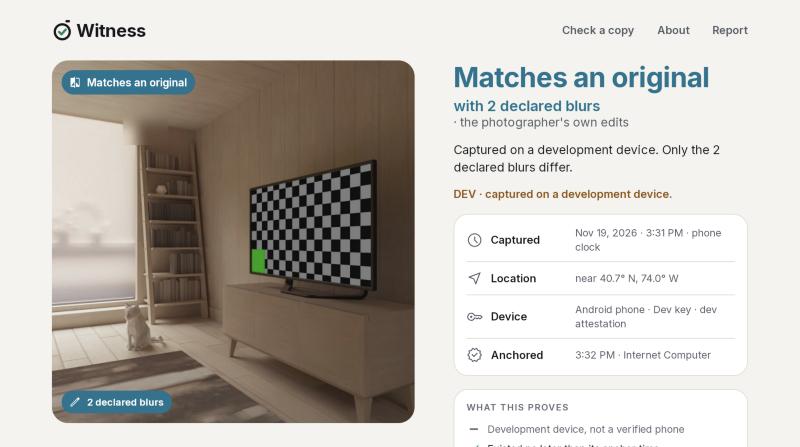 Witness
Check a copy
About
Report
Matches an original
2 declared blurs
Matches an original
with 2 declared blurs
· the photographer's own edits
Captured on a development device. Only the 2
declared blurs differ.
DEV · captured on a development device.
Captured
Nov 19, 2026 · 3:31 PM · phone
clock
Location
near 40.7° N, 74.0° W
Device
Android phone · Dev key · dev
attestation
Anchored
3:32 PM · Internet Computer
WHAT THIS PROVES
Development device, not a verified phone